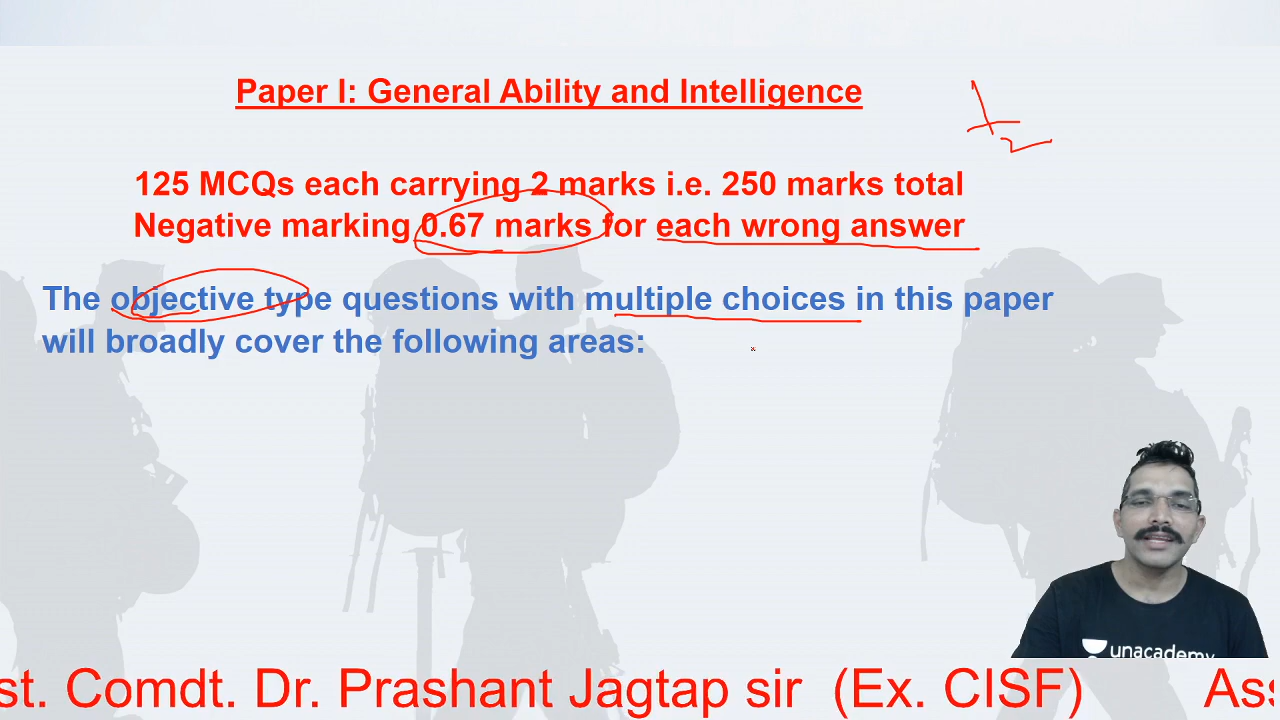 Paper I: General Ability and Intelligence
125 MCQs each carrying 2 marks i.e. 250 marks total
Negative marking 0.67 marks for each wrong answer
The objective type questions with multiple choices in this paper
will broadly cover the following areas:
unacademy
st. Comdt. Dr. Prashant Jagtap sir (Ex. CISF) Ass